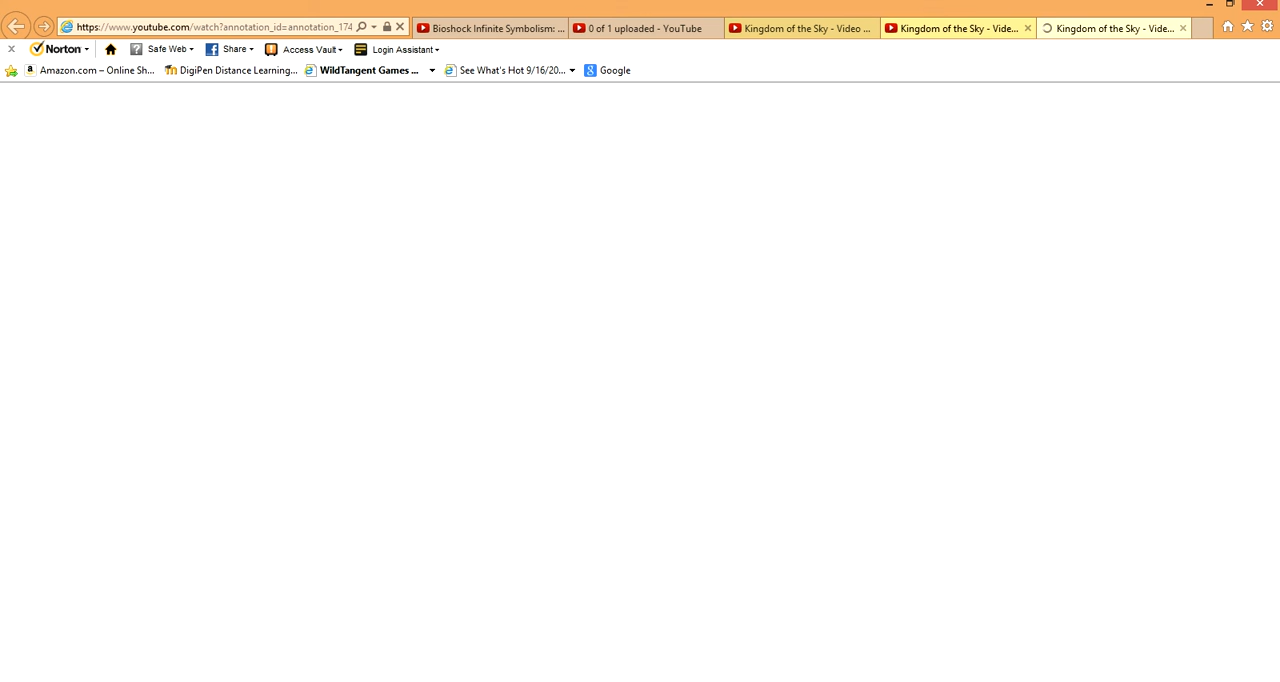 https://www.youtube.com/watch?annotation_id=annotation_174 Bioshock Infinite Symbolism: ... 0 of 1 uploaded - YouTube Kingdom of the Sky - Video ... Kingdom of the Sky - Vide... Kingdom of the Sky - Vide...
Norton Safe Web Share Access Vault Login Assistant
Amazon.com – Online Sh... DigiPen Distance Learning... WildTangent Games ... See What's Hot 9/16/20... Google